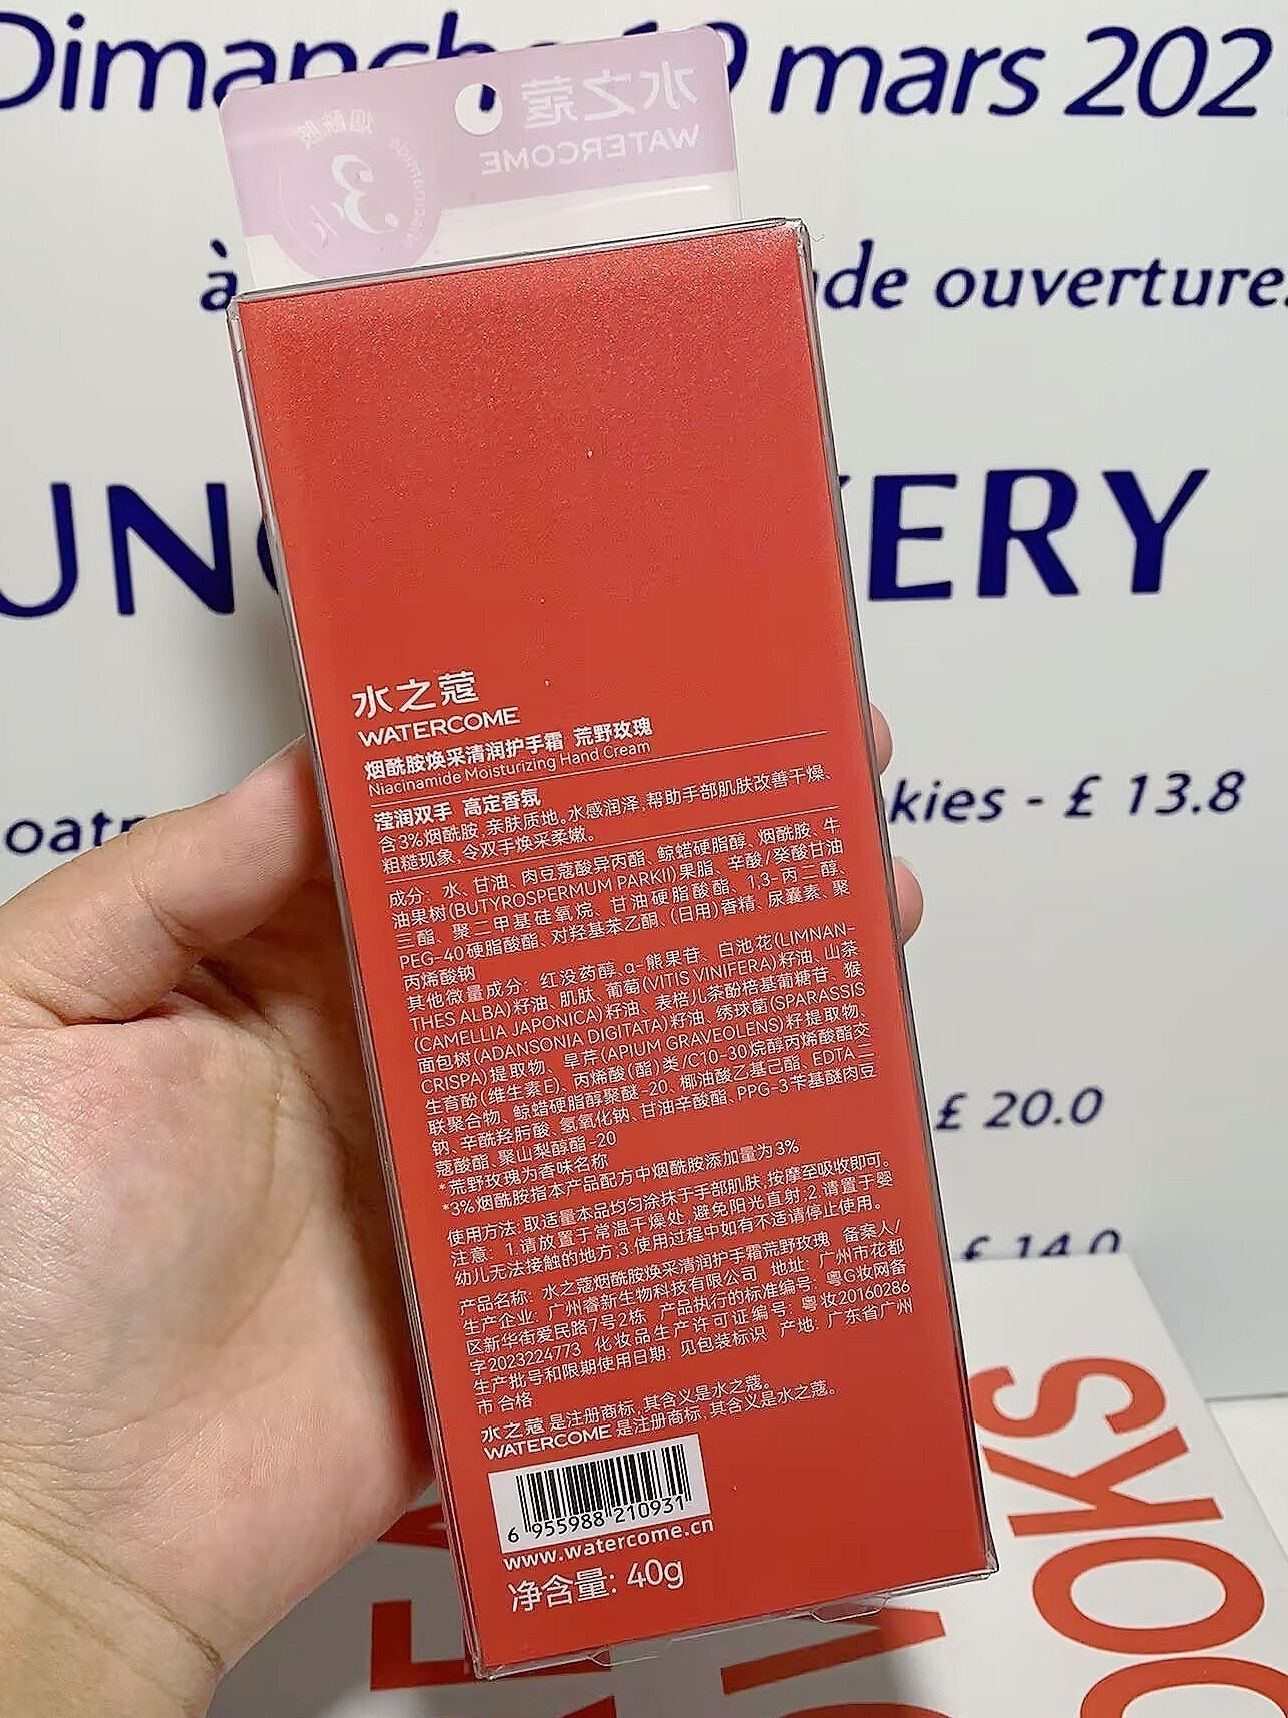 Dimanche 19 mars 202
水之蔻
WATERCOME
烟酰胺
3%
à
de ouverture.
UN
ERY
oat
kies - £ 13.8
£ 20.0
£ 14.0
水之蔻
WATERCOME
烟酰胺焕采清润护手霜 荒野玫瑰
Niacinamide Moisturizing Hand Cream
滢润双手 高定香氛
含3%烟酰胺,亲肤质地。水感润泽,帮助手部肌肤改善干燥、
粗糙现象,令双手焕采柔嫩。
成分: 水、甘油、肉豆蔻酸异丙酯、鲸蜡硬脂醇、烟酰胺、牛
油果树(BUTYROSPERMUM PARKII)果脂、辛酸/癸酸甘油
三酯、聚二甲基硅氧烷、甘油硬脂酸酯、1,3-丙二醇、
PEG-40硬脂酸酯、对羟基苯乙酮、(日用)香精、尿囊素、聚
丙烯酸钠
其他微量成分: 红没药醇、α-熊果苷、白池花(LIMNAN-
THES ALBA)籽油、肌肽、葡萄(VITIS VINIFERA)籽油、山茶
(CAMELLIA JAPONICA)籽油、表棓儿茶酚棓基葡糖苷、猴
面包树(ADANSONIA DIGITATA)籽油、绣球菌(SPARASSIS
CRISPA)提取物、旱芹(APIUM GRAVEOLENS)籽提取物、
生育酚(维生素E)、丙烯酸(酯)类/C10-30烷醇丙烯酸酯交
联聚合物、鲸蜡硬脂醇聚醚-20、椰油酸乙基己酯、EDTA二
钠、辛酰羟肟酸、氢氧化钠、甘油辛酸酯、PPG-3苄基醚肉豆
蔻酸酯、聚山梨醇酯-20
*荒野玫瑰为香味名称
*3%烟酰胺指本产品配方中烟酰胺添加量为3%
使用方法: 取适量本品均匀涂抹于手部肌肤,按摩至吸收即可。
注意: 1.请放置于常温干燥处,避免阳光直射;2.请置于婴
幼儿无法接触的地方;3.使用过程中如有不适请停止使用。
产品名称: 水之蔻烟酰胺焕采清润护手霜荒野玫瑰 备案人/
生产企业: 广州睿新生物科技有限公司 地址: 广州市花都
区新华街爱民路7号2栋 产品执行的标准编号: 粤G妆网备
字2023224773 化妆品生产许可证编号: 粤妆20160286
生产批号和限期使用日期: 见包装标识 产地: 广东省广州
市 合格
水之蔻 是注册商标,其含义是水之蔻。
WATERCOME 是注册商标,其含义是水之蔻。
6 955988 210931
www.watercome.cn
净含量: 40g
OKS
OOKS